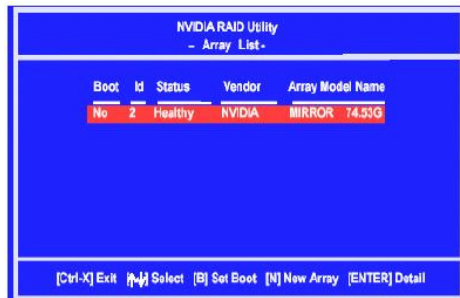 NVIDIA RAID Utility
- Array List-
Boot Id Status Vendor Array Model Name
No 2 Healthy NVIDIA MIRROR 74.53G
[Ctrl-X] Exit [↑↓] Select [B] Set Boot [N] New Array [ENTER] Detail